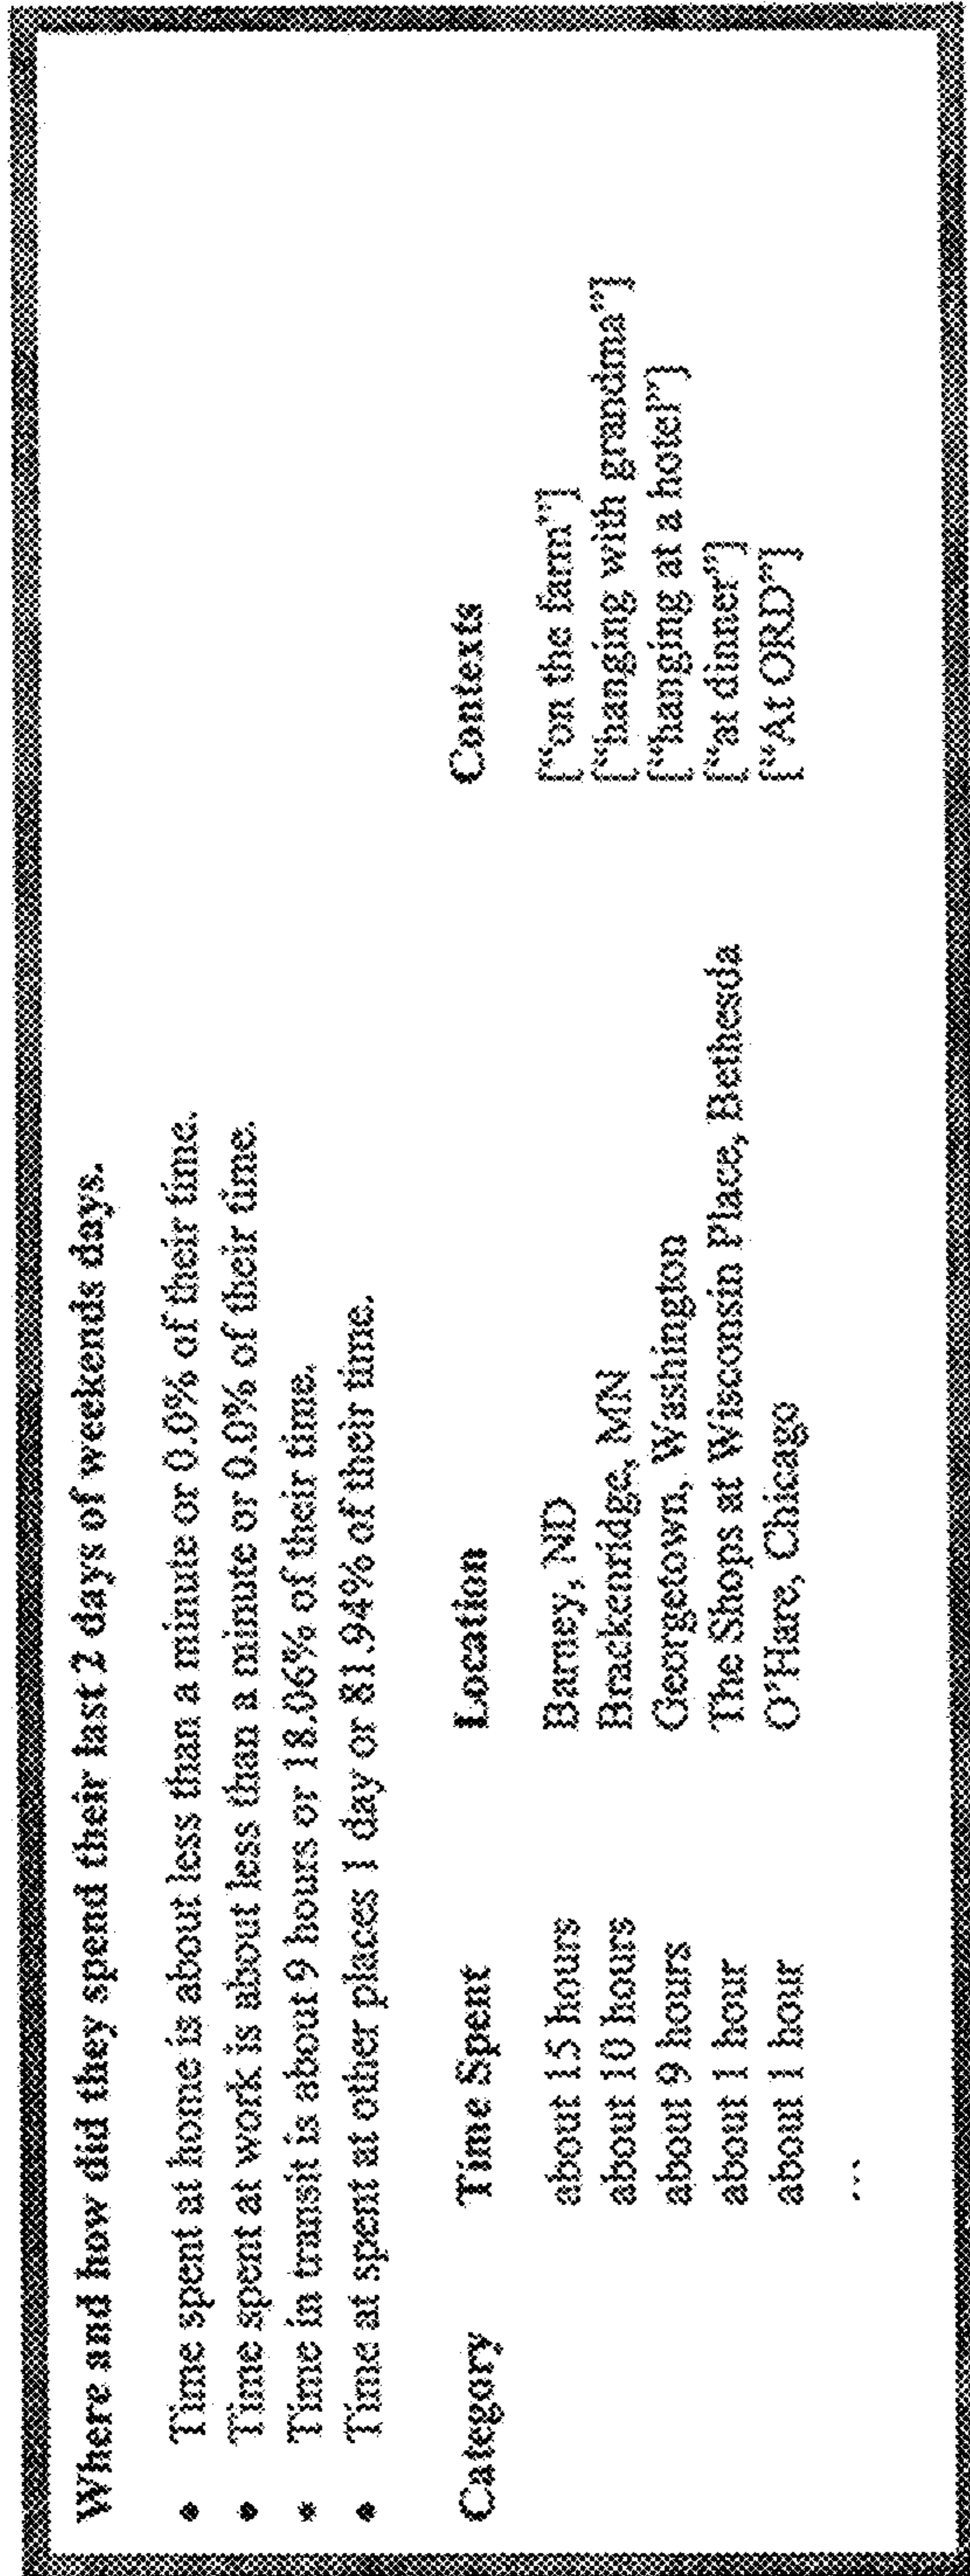 Where and how did they spend their last 2 days of weekends days.
• Time spent at home is about less than a minute or 0.0% of their time.
• Time spent at work is about less than a minute or 0.0% of their time.
• Time in transit is about 9 hours or 18.06% of their time.
• Time at spent at other places 1 day or 81.94% of their time.
Category Time Spent Location Contexts
about 15 hours Barney, ND ["on the farm"]
about 10 hours Brackenridge, MN ["hanging with grandma"]
about 9 hours Georgetown, Washington ["hanging at a hotel"]
about 1 hour The Shops at Wisconsin Place, Bethesda ["at dinner"]
about 1 hour O'Hare, Chicago ["At ORD"]
...